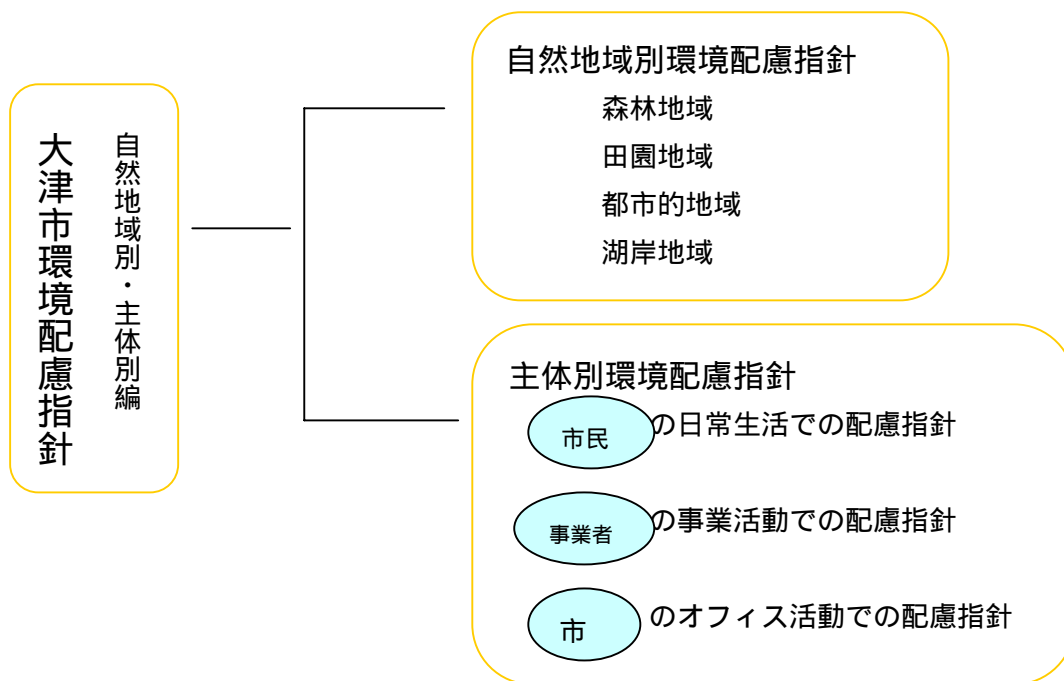 大津市環境配慮指針
自然地域別・主体別編
自然地域別環境配慮指針
森林地域
田園地域
都市的地域
湖岸地域
主体別環境配慮指針
市民の日常生活での配慮指針
事業者の事業活動での配慮指針
市のオフィス活動での配慮指針